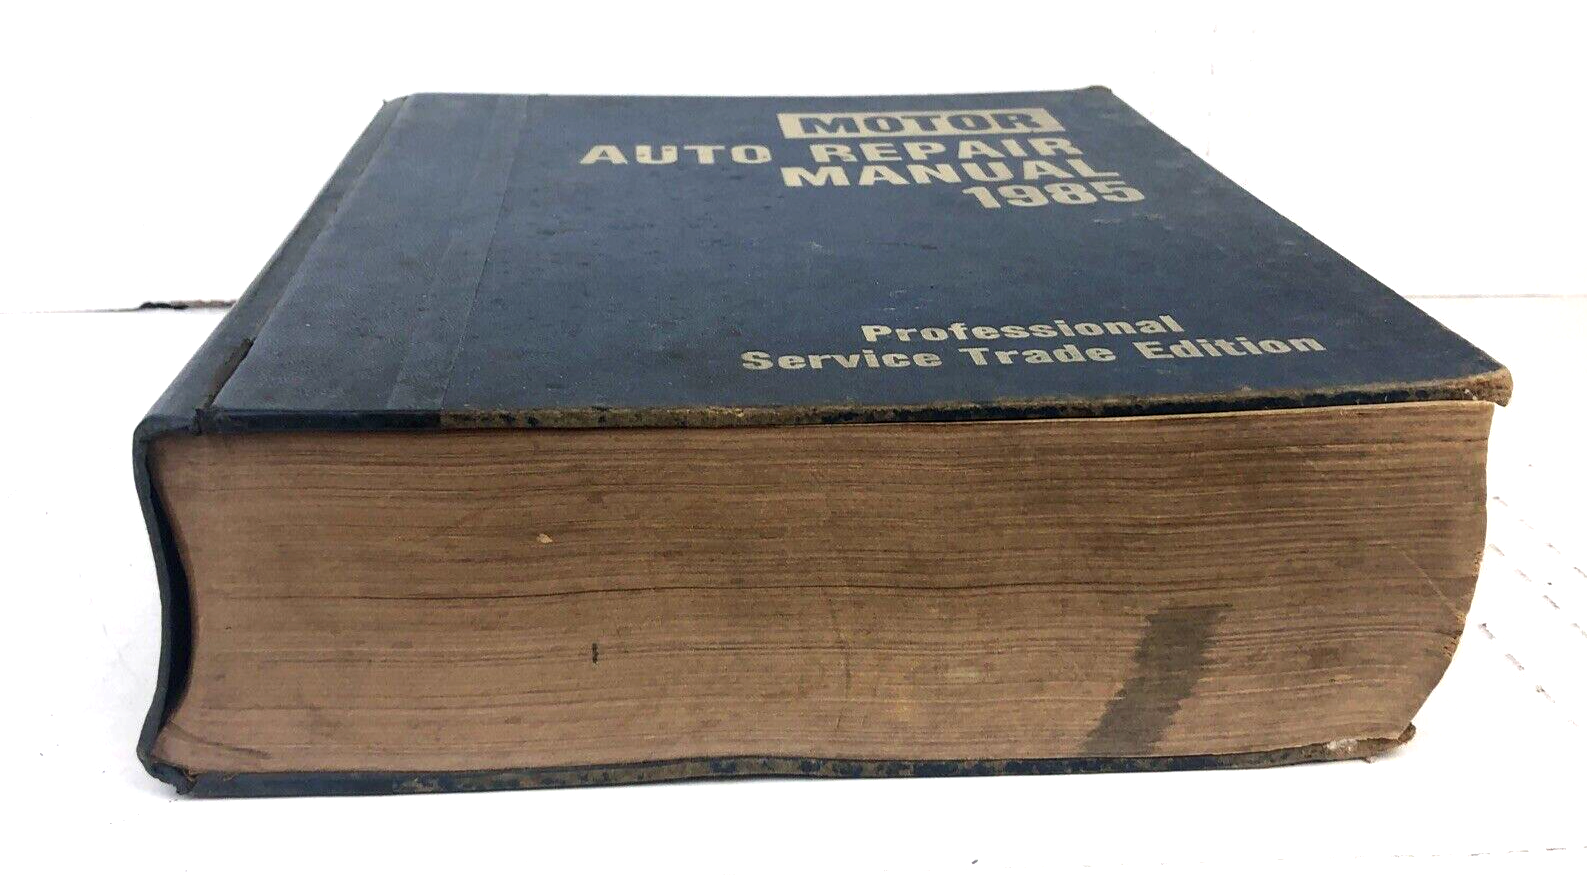 MOTOR
AUTO REPAIR
MANUAL
1985
Professional
Service Trade Edition